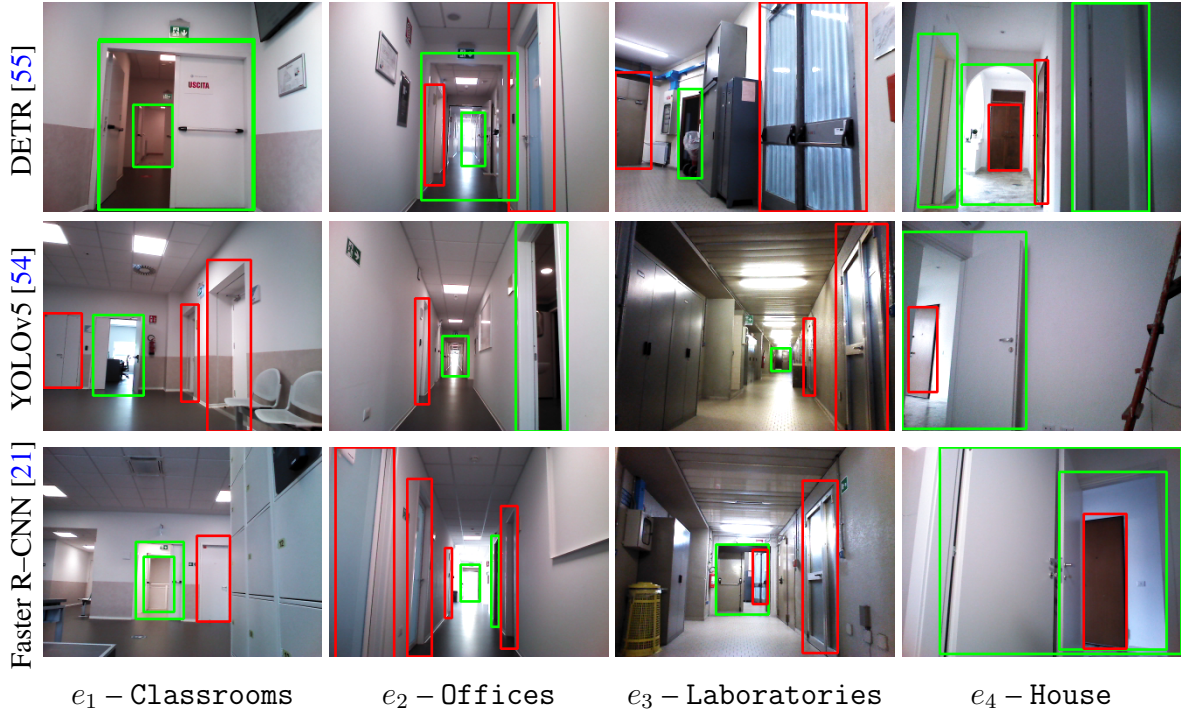 DETR [55]
USCITA
YOLOv5 [54]
Faster R–CNN [21]
e₁ – Classrooms
e₂ – Offices
e₃ – Laboratories
e₄ – House